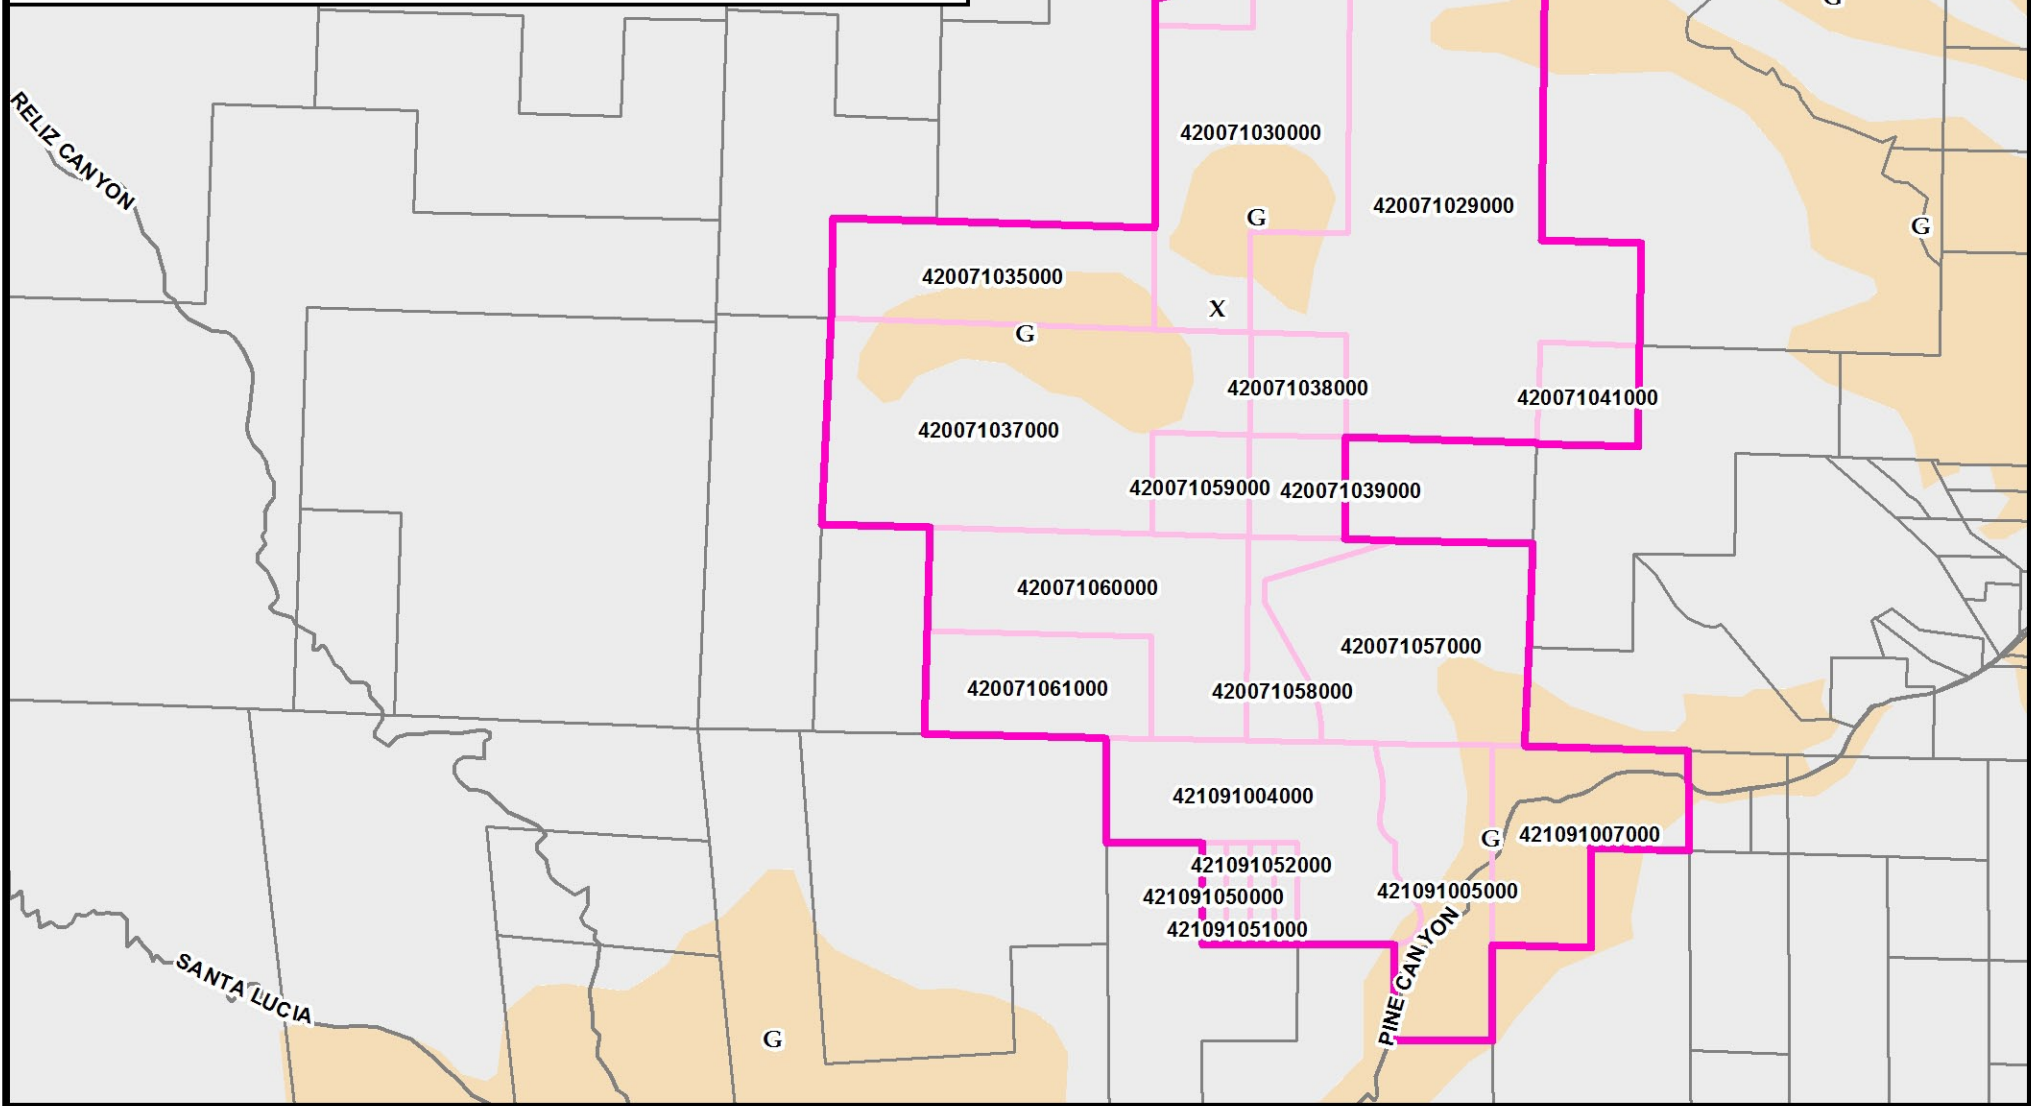 G
RELIZ CANYON
420071030000
420071029000
G
G
420071035000
X
G
420071038000
420071041000
420071037000
420071059000
420071039000
420071060000
420071057000
420071061000
420071058000
421091004000
G
421091007000
421091052000
421091005000
421091050000
421091051000
PINE CANYON
SANTA LUCIA
G